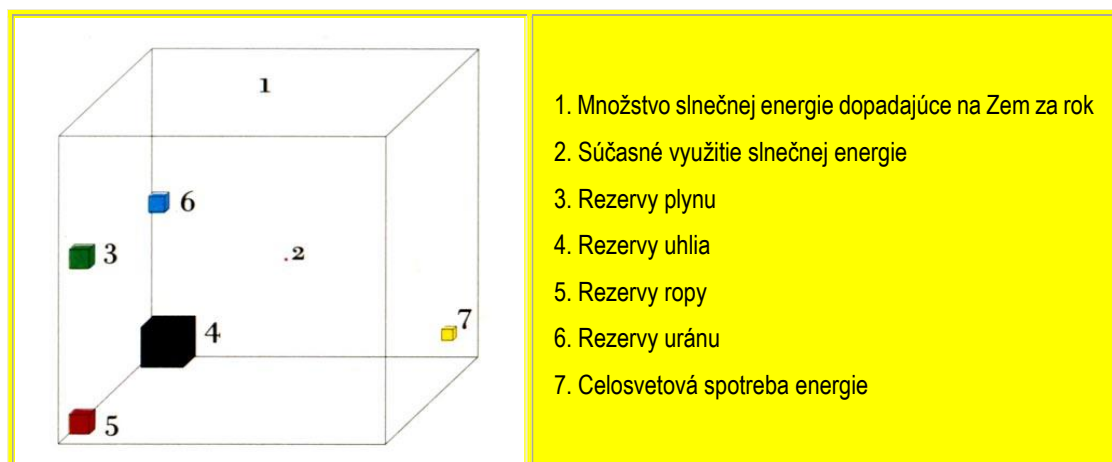 1
6
3
.2
7
4
5
1. Množstvo slnečnej energie dopadajúce na Zem za rok
2. Súčasné využitie slnečnej energie
3. Rezervy plynu
4. Rezervy uhlia
5. Rezervy ropy
6. Rezervy uránu
7. Celosvetová spotreba energie